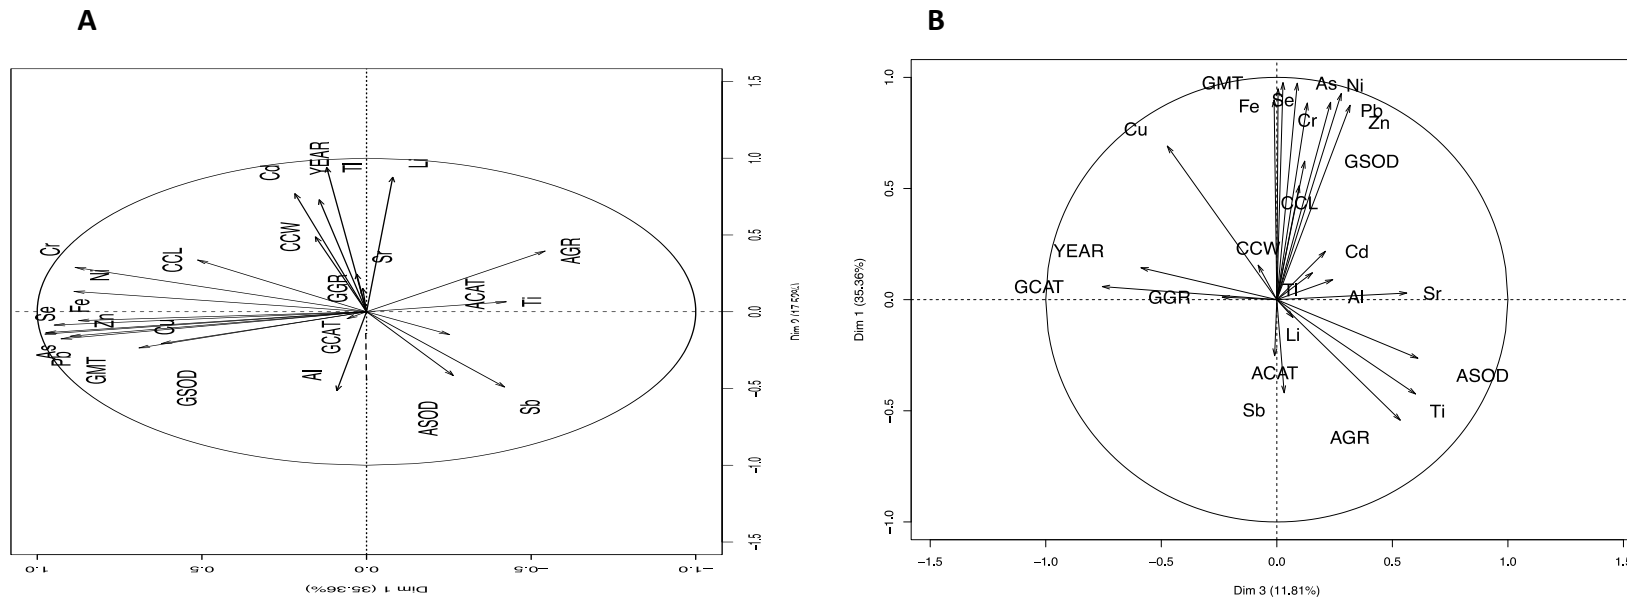 A
B
1.5
1.0
0.5
0.0
−0.5
−1.0
−1.5
Cd
YEAR
Tl
Li
Cr
Ni
CCL
CCW
Sr
AGR
Se
Fe
Zn
Cu
GGR
ACAT
Ti
As
Pb
GMT
GSOD
GCAT
Al
ASOD
Sb
1.0
0.5
0.0
−0.5
−1.0
Dim 1 (35.36%)
GMT
As
Ni
Se
Fe
Pb
Cr
Zn
Cu
GSOD
CCL
YEAR
CCW
Cd
GCAT
GGR
Tl
Al
Sr
Li
ACAT
ASOD
Sb
Ti
AGR
1.0
0.5
0.0
−0.5
−1.0
Dim 1 (35.36%)
−1.5
−1.0
−0.5
0.0
0.5
1.0
1.5
Dim 3 (11.81%)